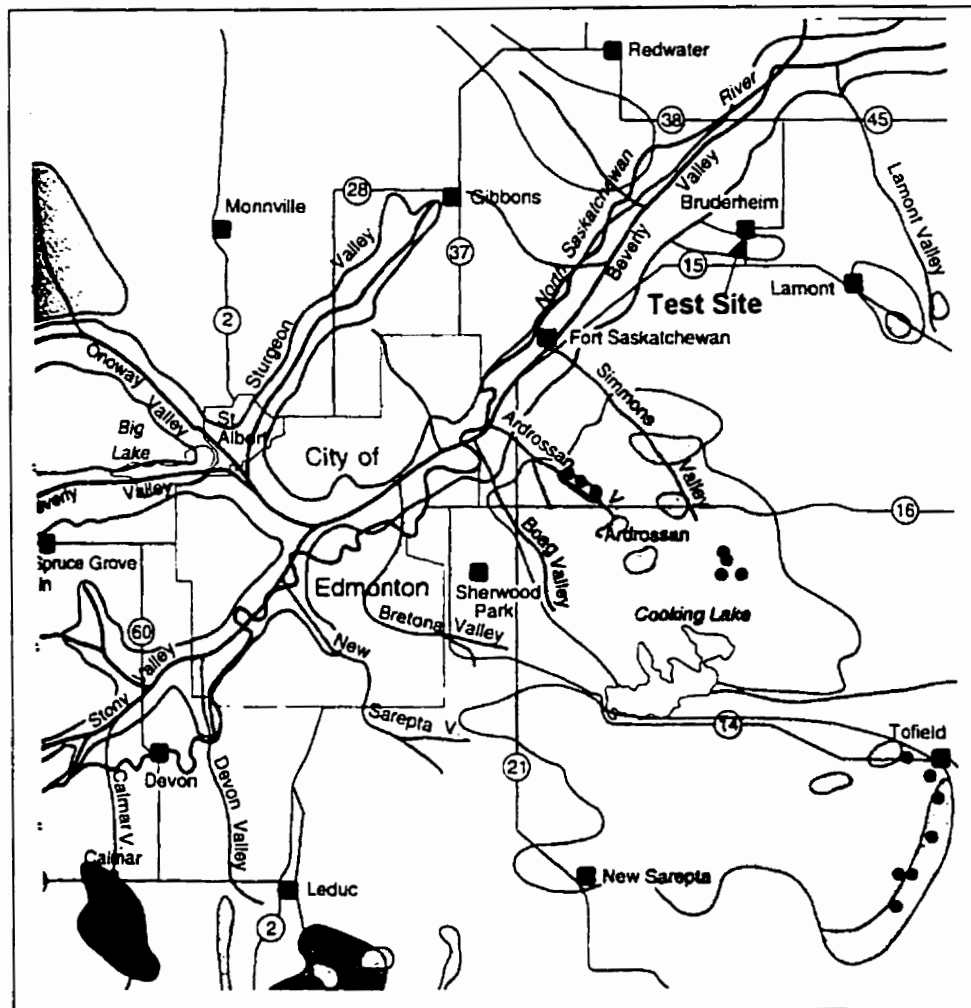 Redwater
River
38
45
28
Gibbons
Monnville
North Saskatchewan
Valley
Bruderheim
Lamont Valley
Valley
37
Beverly
15
Lamont
Test Site
2
Sturgeon
Fort Saskatchewan
Onoway
Simmons
St.
Albert
Valley
Big
Lake
City of
Ardrossan
Valley
Valley
V.
16
Ardrossan
Spruce Grove
Boag Valley
Edmonton
Sherwood
Park
Cooking Lake
Bretona Valley
60
New
Valley
Stony
Sarepta V.
14
Tofield
21
Devon
Calmar V.
Devon Valley
Calmar
Leduc
New Sarepta
2